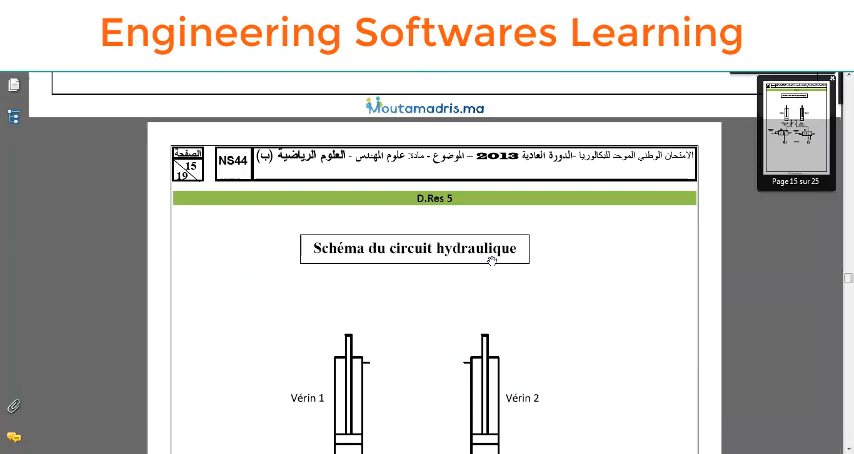 Engineering Softwares Learning
Moutamadris.ma
الصفحة
15
19
NS44
الامتحان الوطني الموحد للبكالوريا -الدورة العادية 2013 – الموضوع - مادة: علوم المهندس - العلوم الرياضية (ب)
D.Res 5
Schéma du circuit hydraulique
Vérin 1
Vérin 2
Page 15 sur 25